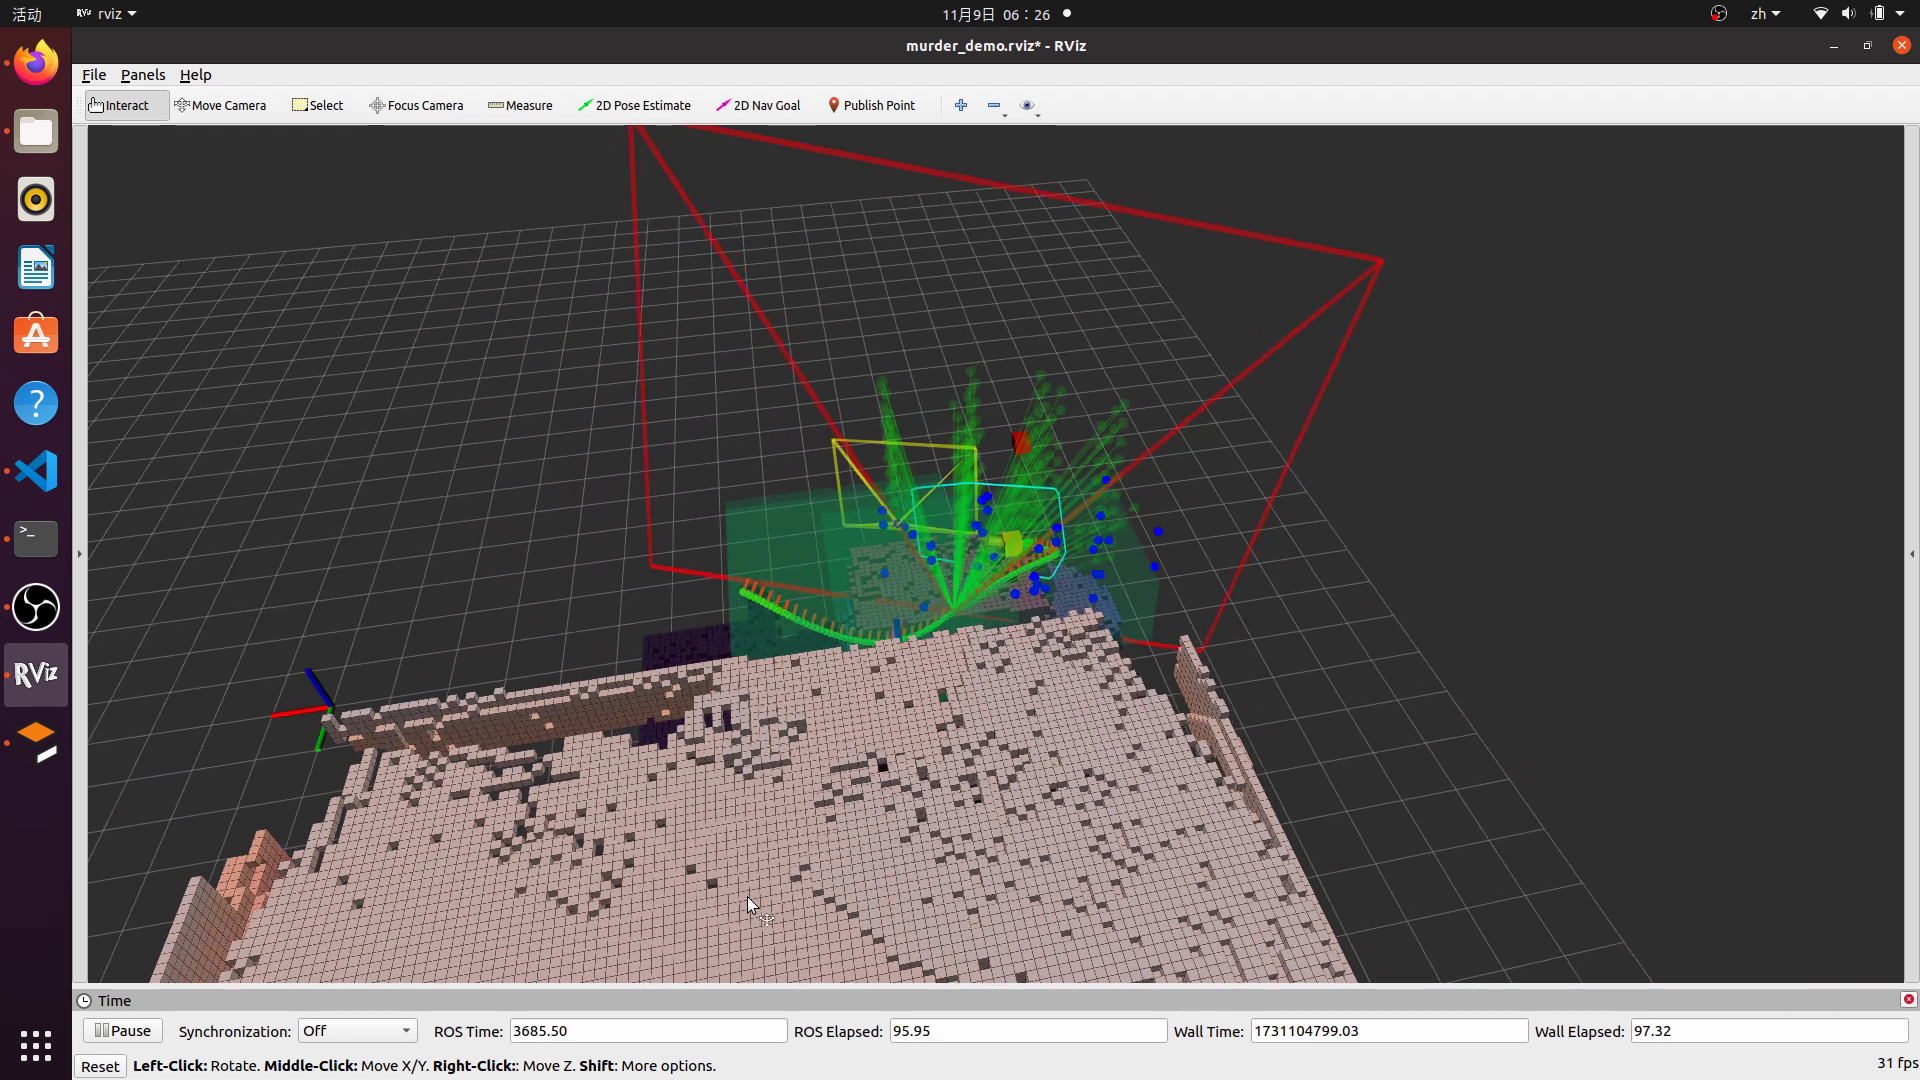 活动 rviz 11月9日 06：26 zh
murder_demo.rviz* - RViz
File Panels Help
Interact Move Camera Select Focus Camera Measure 2D Pose Estimate 2D Nav Goal Publish Point
>_
RViz
Time
Pause Synchronization: Off ROS Time: 3685.50 ROS Elapsed: 95.95 Wall Time: 1731104799.03 Wall Elapsed: 97.32
Reset Left-Click: Rotate. Middle-Click: Move X/Y. Right-Click:: Move Z. Shift: More options. 31 fps